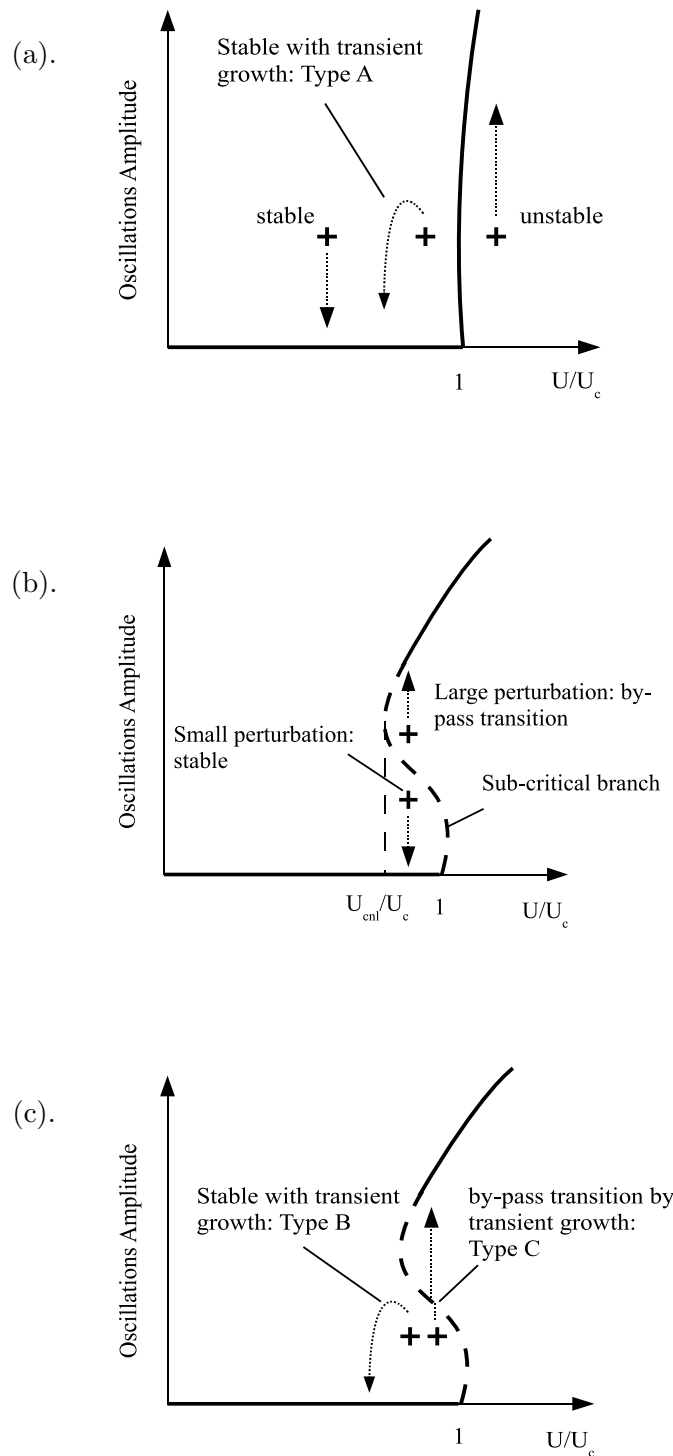 (a).
Stable with transient
growth: Type A
Oscillations Amplitude
stable
unstable
1
U/U_c
(b).
Oscillations Amplitude
Large perturbation: by-
pass transition
Small perturbation:
stable
Sub-critical branch
U_cnl/U_c
1
U/U_c
(c).
Oscillations Amplitude
Stable with transient
growth: Type B
by-pass transition by
transient growth:
Type C
1
U/U_c